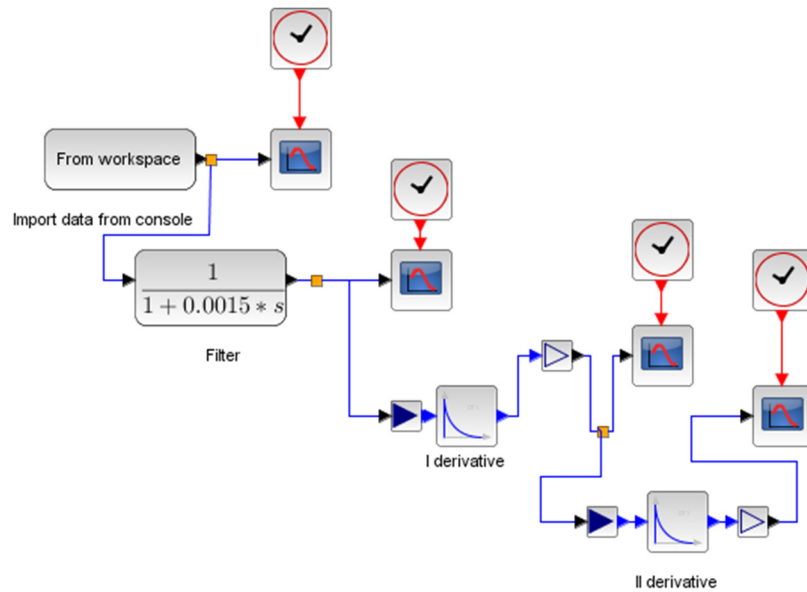 From workspace
Import data from console
1
1 + 0.0015 * s
Filter
I derivative
II derivative